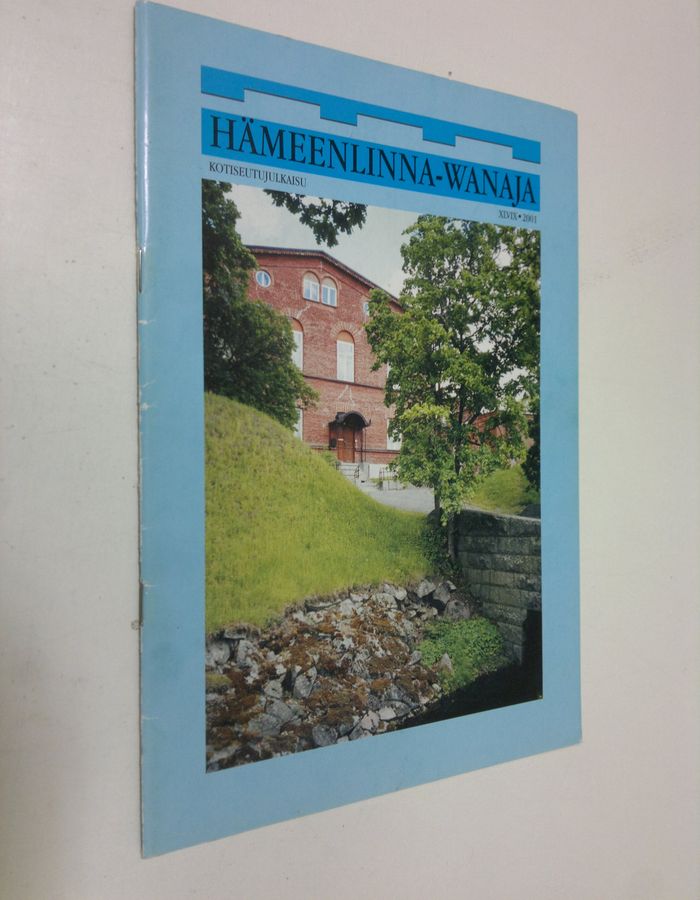 HÄMEENLINNA-WANAJA
KOTISEUTUJULKAISU
XLVIX • 2001